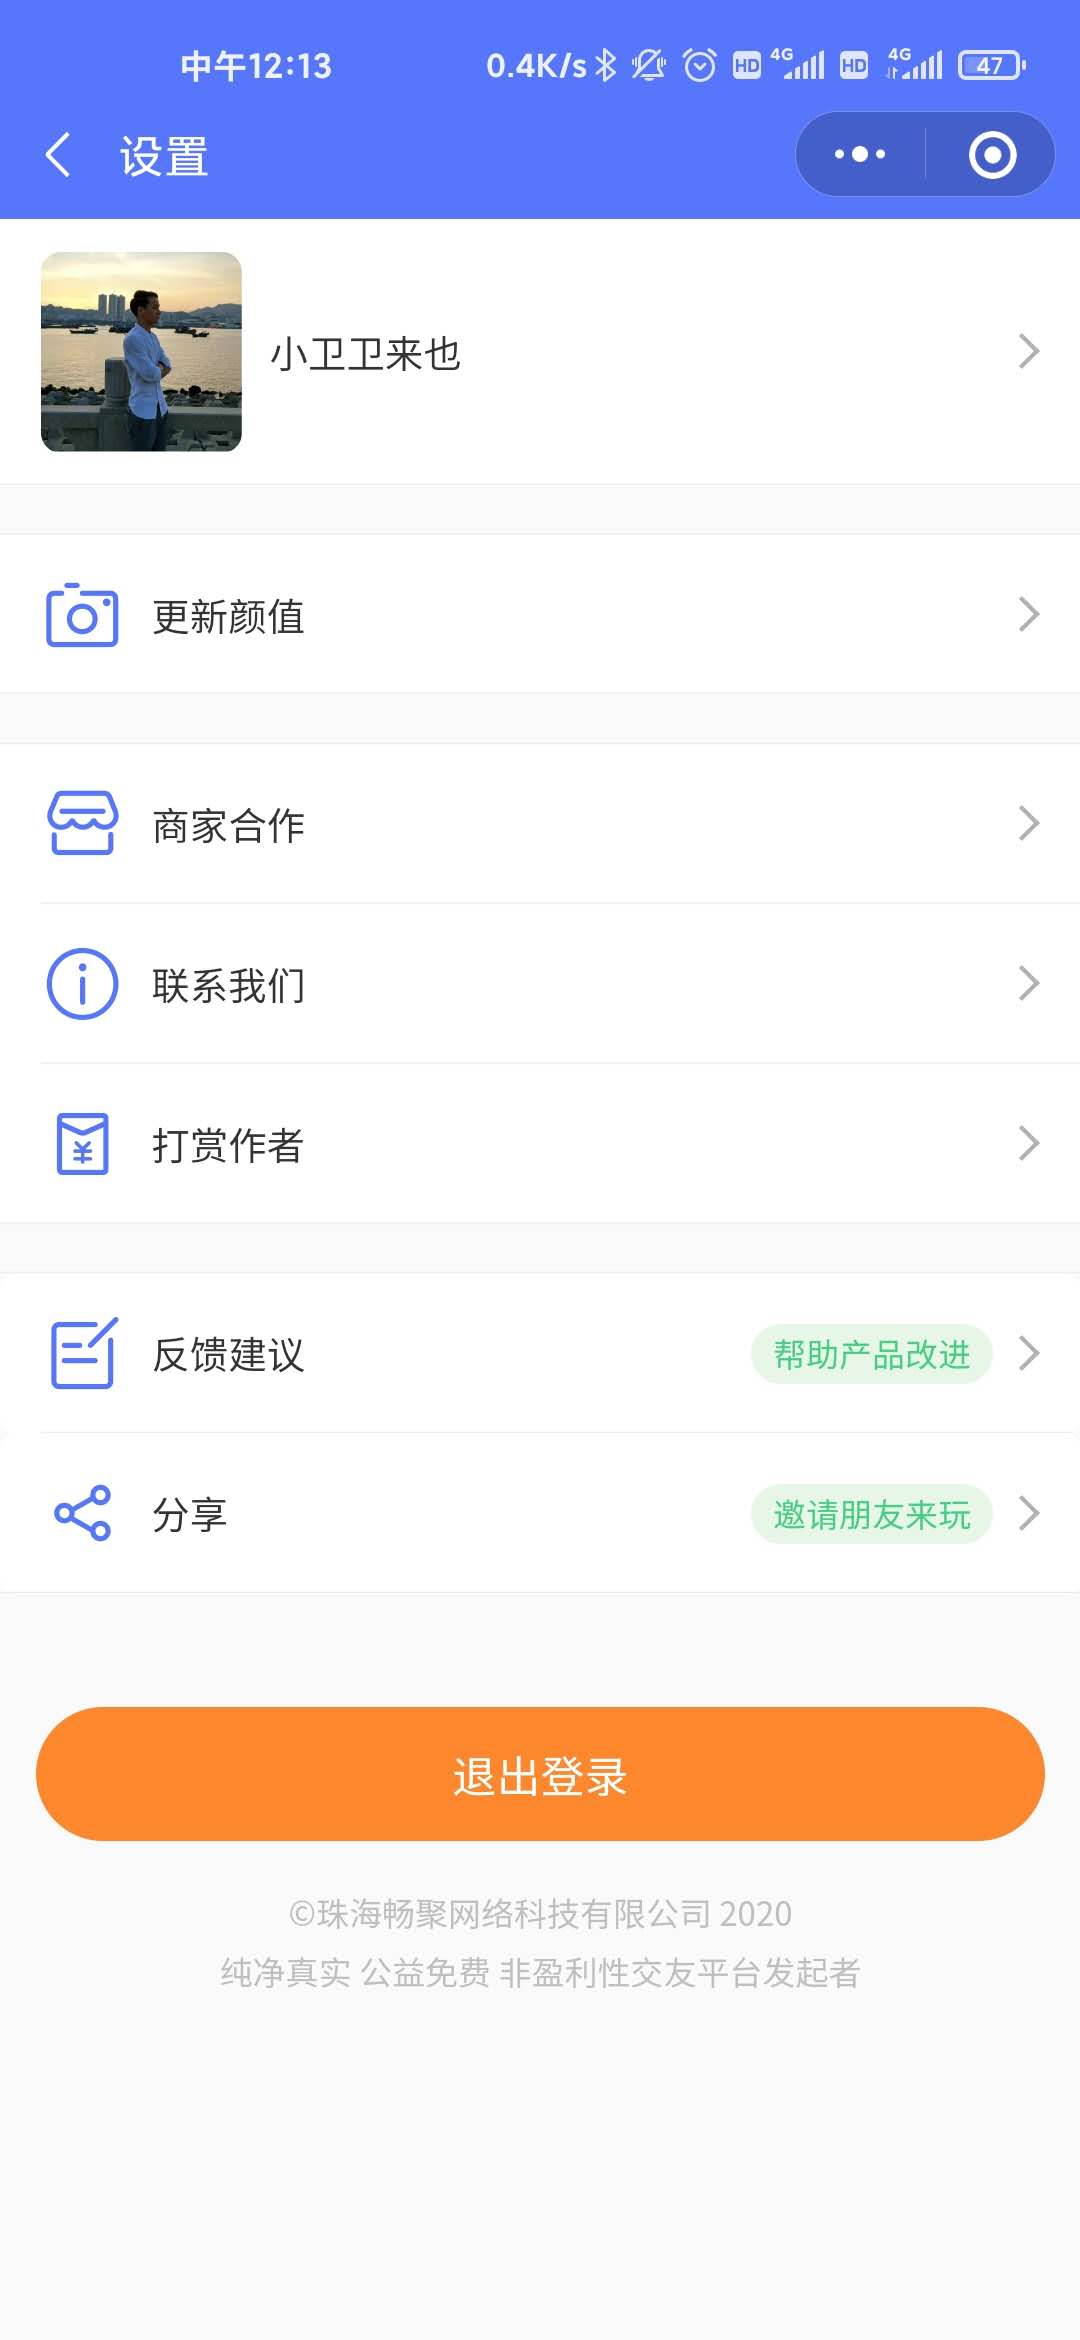 中午12:13 0.4K/s HD 4G HD 4G 47
设置
小卫卫来也
更新颜值
商家合作
联系我们
打赏作者
反馈建议 帮助产品改进
分享 邀请朋友来玩
退出登录
©珠海畅聚网络科技有限公司 2020
纯净真实 公益免费 非盈利性交友平台发起者